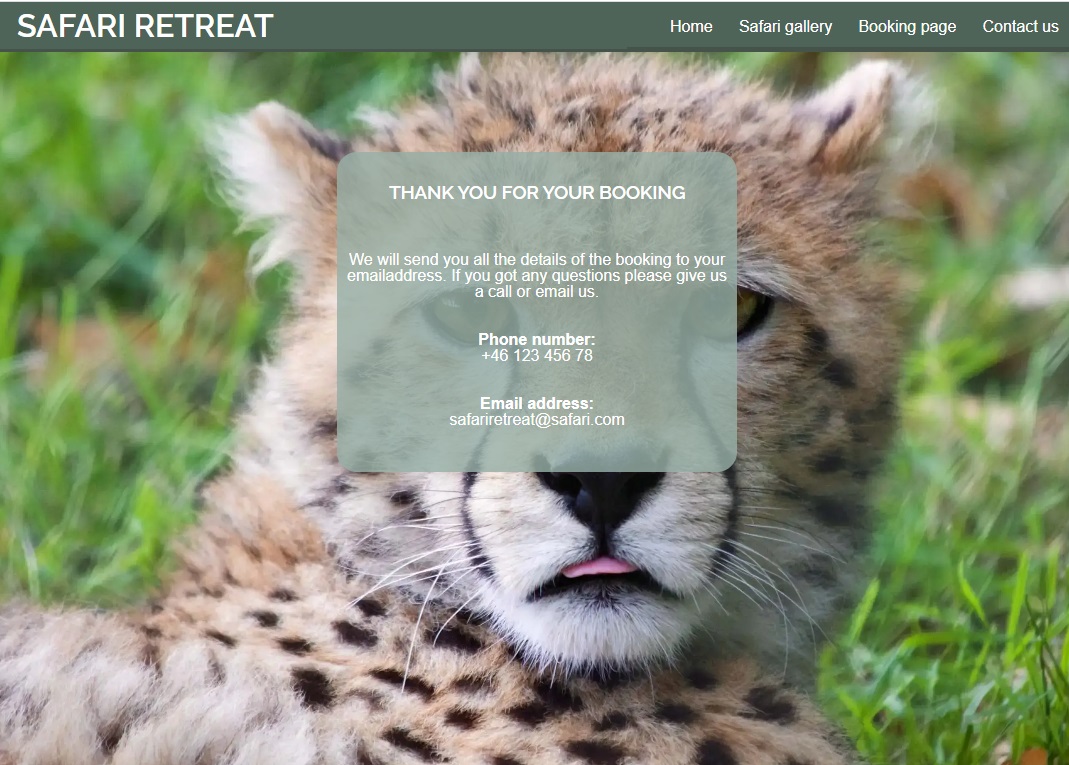 SAFARI RETREAT
Home Safari gallery Booking page Contact us
THANK YOU FOR YOUR BOOKING
We will send you all the details of the booking to your
emailaddress. If you got any questions please give us
a call or email us.
Phone number:
+46 123 456 78
Email address:
safariretreat@safari.com